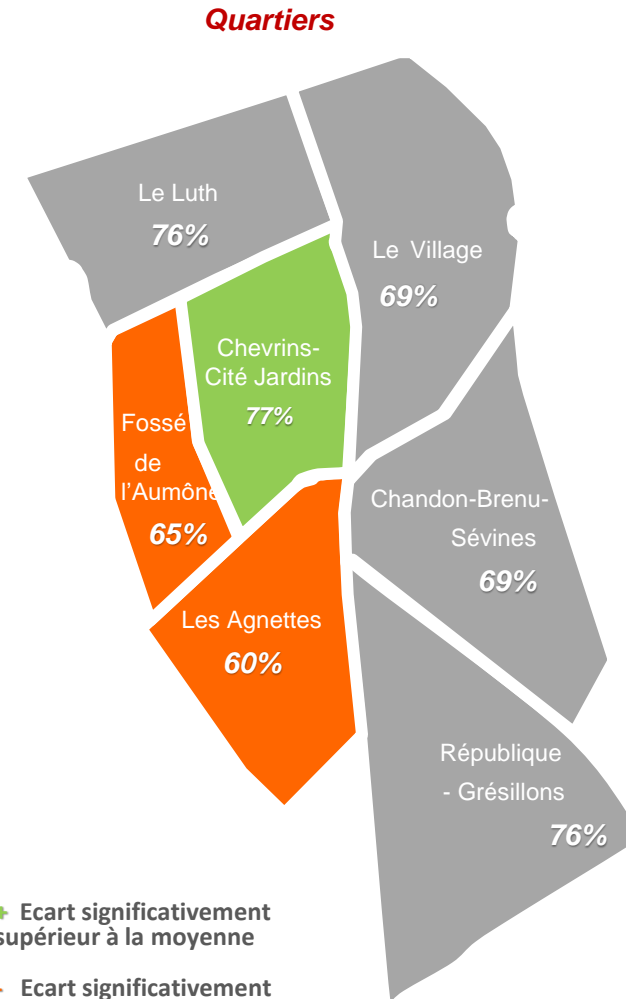 Quartiers
Le Luth
76%
Le Village
69%
Chevrins-
Cité Jardins
77%
Fossé
de
l'Aumône
65%
Chandon-Brenu-
Sévines
69%
Les Agnettes
60%
République
- Grésillons
76%
+ Ecart significativement
supérieur à la moyenne
- Ecart significativement